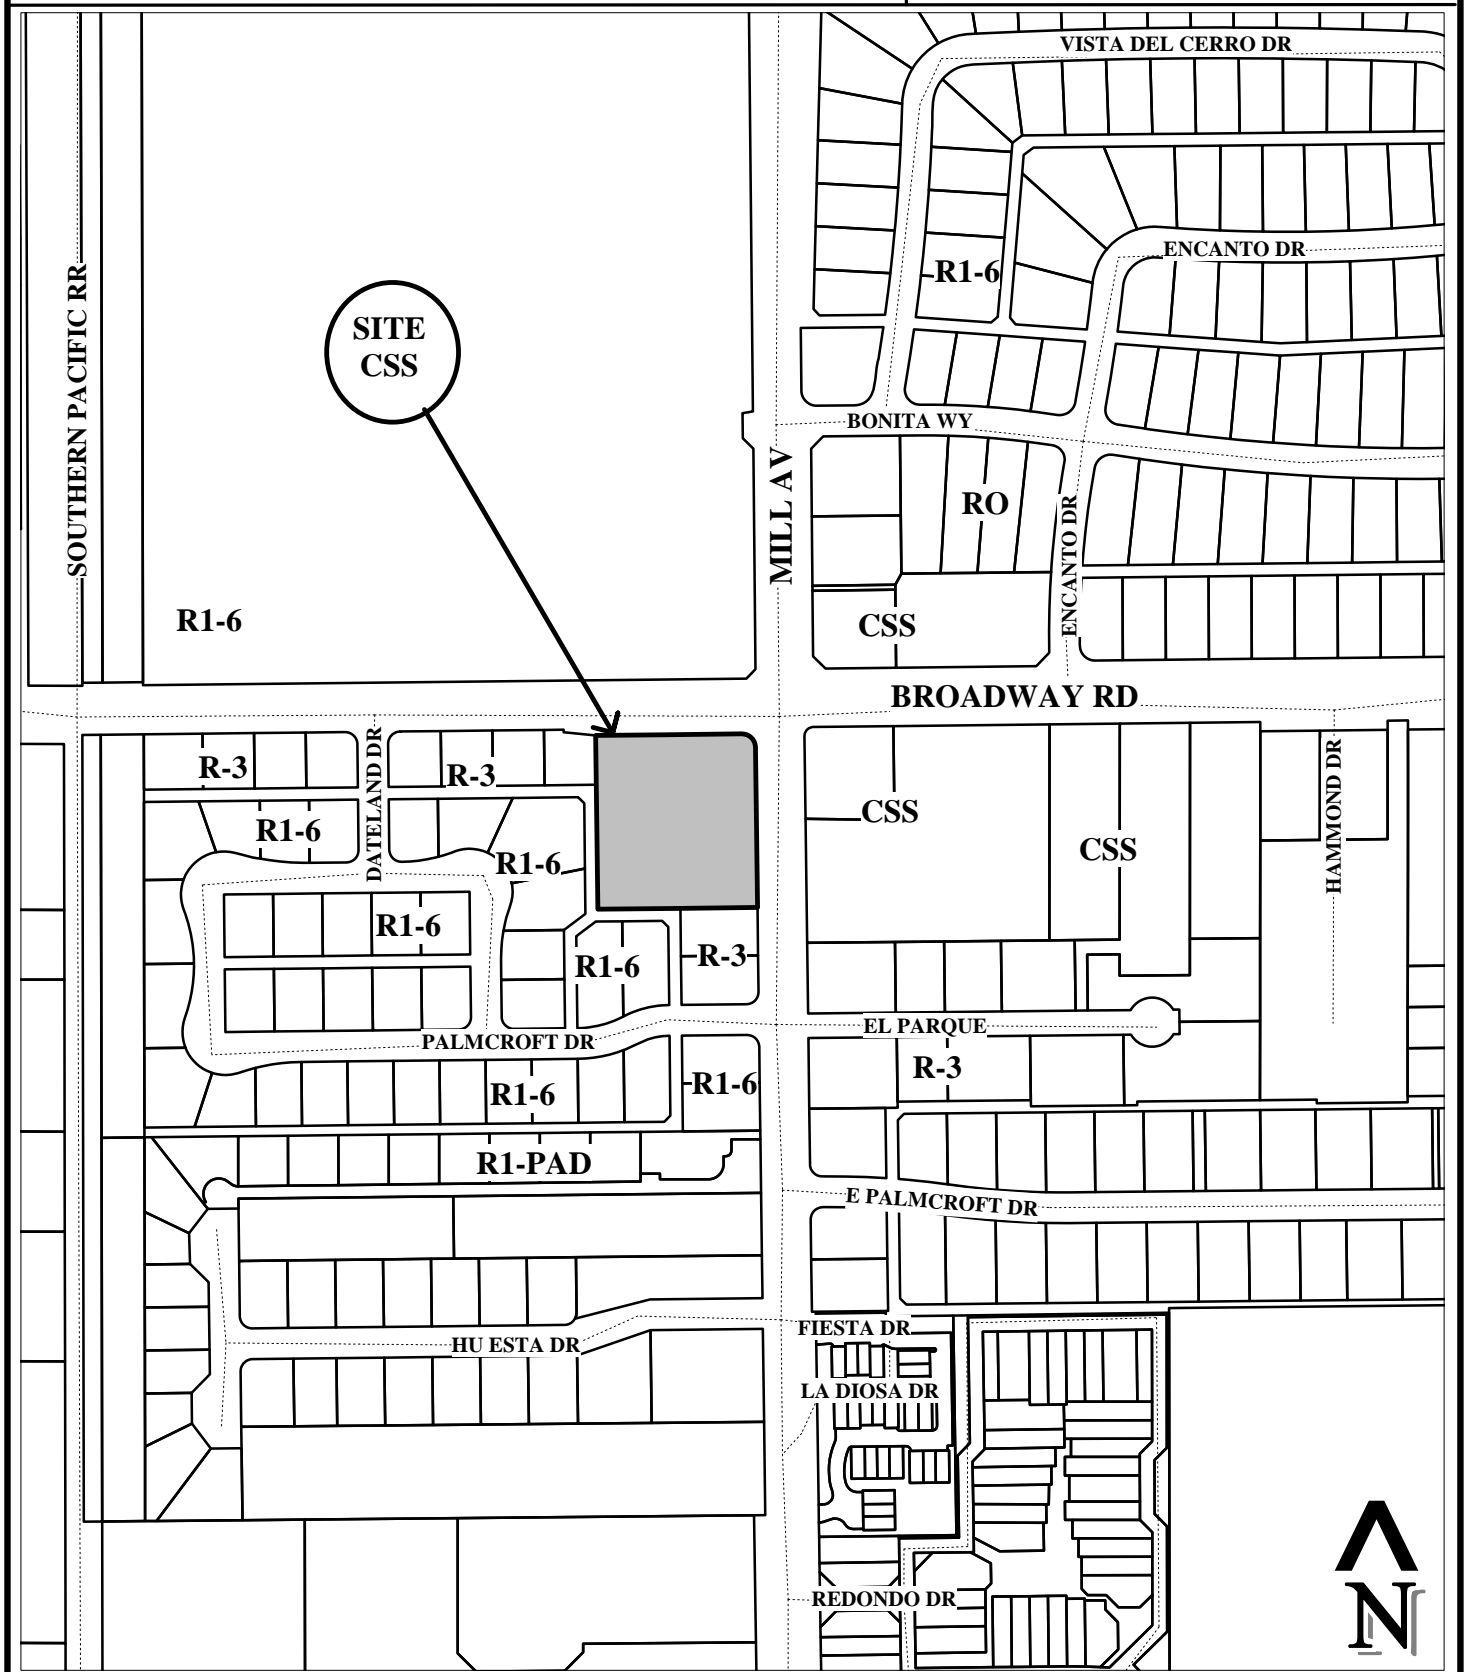 VISTA DEL CERRO DR
ENCANTO DR
R1-6
SOUTHERN PACIFIC RR
SITE
CSS
BONITA WY
MILL AV
RO
ENCANTO DR
R1-6
CSS
BROADWAY RD
DATELAND DR
R-3
R-3
HAMMOND DR
CSS
R1-6
CSS
R1-6
R1-6
R1-6
R-3
EL PARQUE
PALMCROFT DR
R-3
R1-6
R1-6
R1-PAD
E PALMCROFT DR
FIESTA DR
HU ESTA DR
LA DIOSA DR
REDONDO DR
N